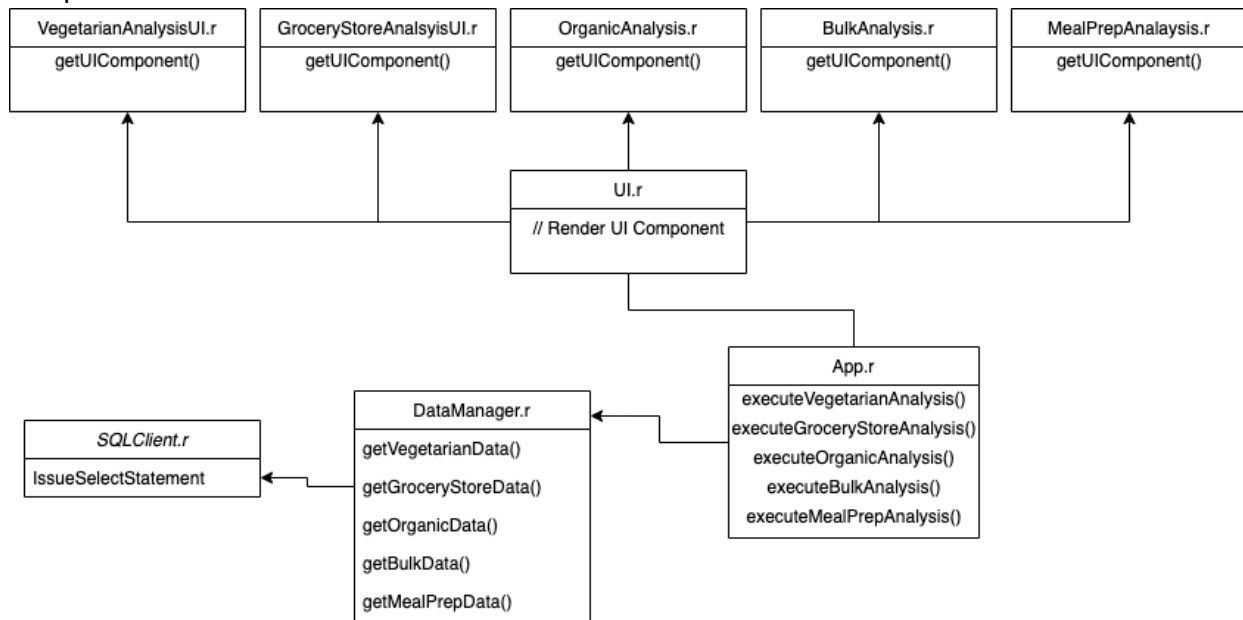 VegetarianAnalysisUI.r
getUIComponent()
GroceryStoreAnalsyisUI.r
getUIComponent()
OrganicAnalysis.r
getUIComponent()
BulkAnalysis.r
getUIComponent()
MealPrepAnalaysis.r
getUIComponent()
UI.r
// Render UI Component
App.r
executeVegetarianAnalysis()
executeGroceryStoreAnalysis()
executeOrganicAnalysis()
executeBulkAnalysis()
executeMealPrepAnalysis()
DataManager.r
getVegetarianData()
getGroceryStoreData()
getOrganicData()
getBulkData()
getMealPrepData()
SQLClient.r
IssueSelectStatement